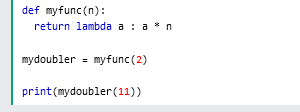 def myfunc(n):
  return lambda a : a * n

mydoubler = myfunc(2)

print(mydoubler(11))